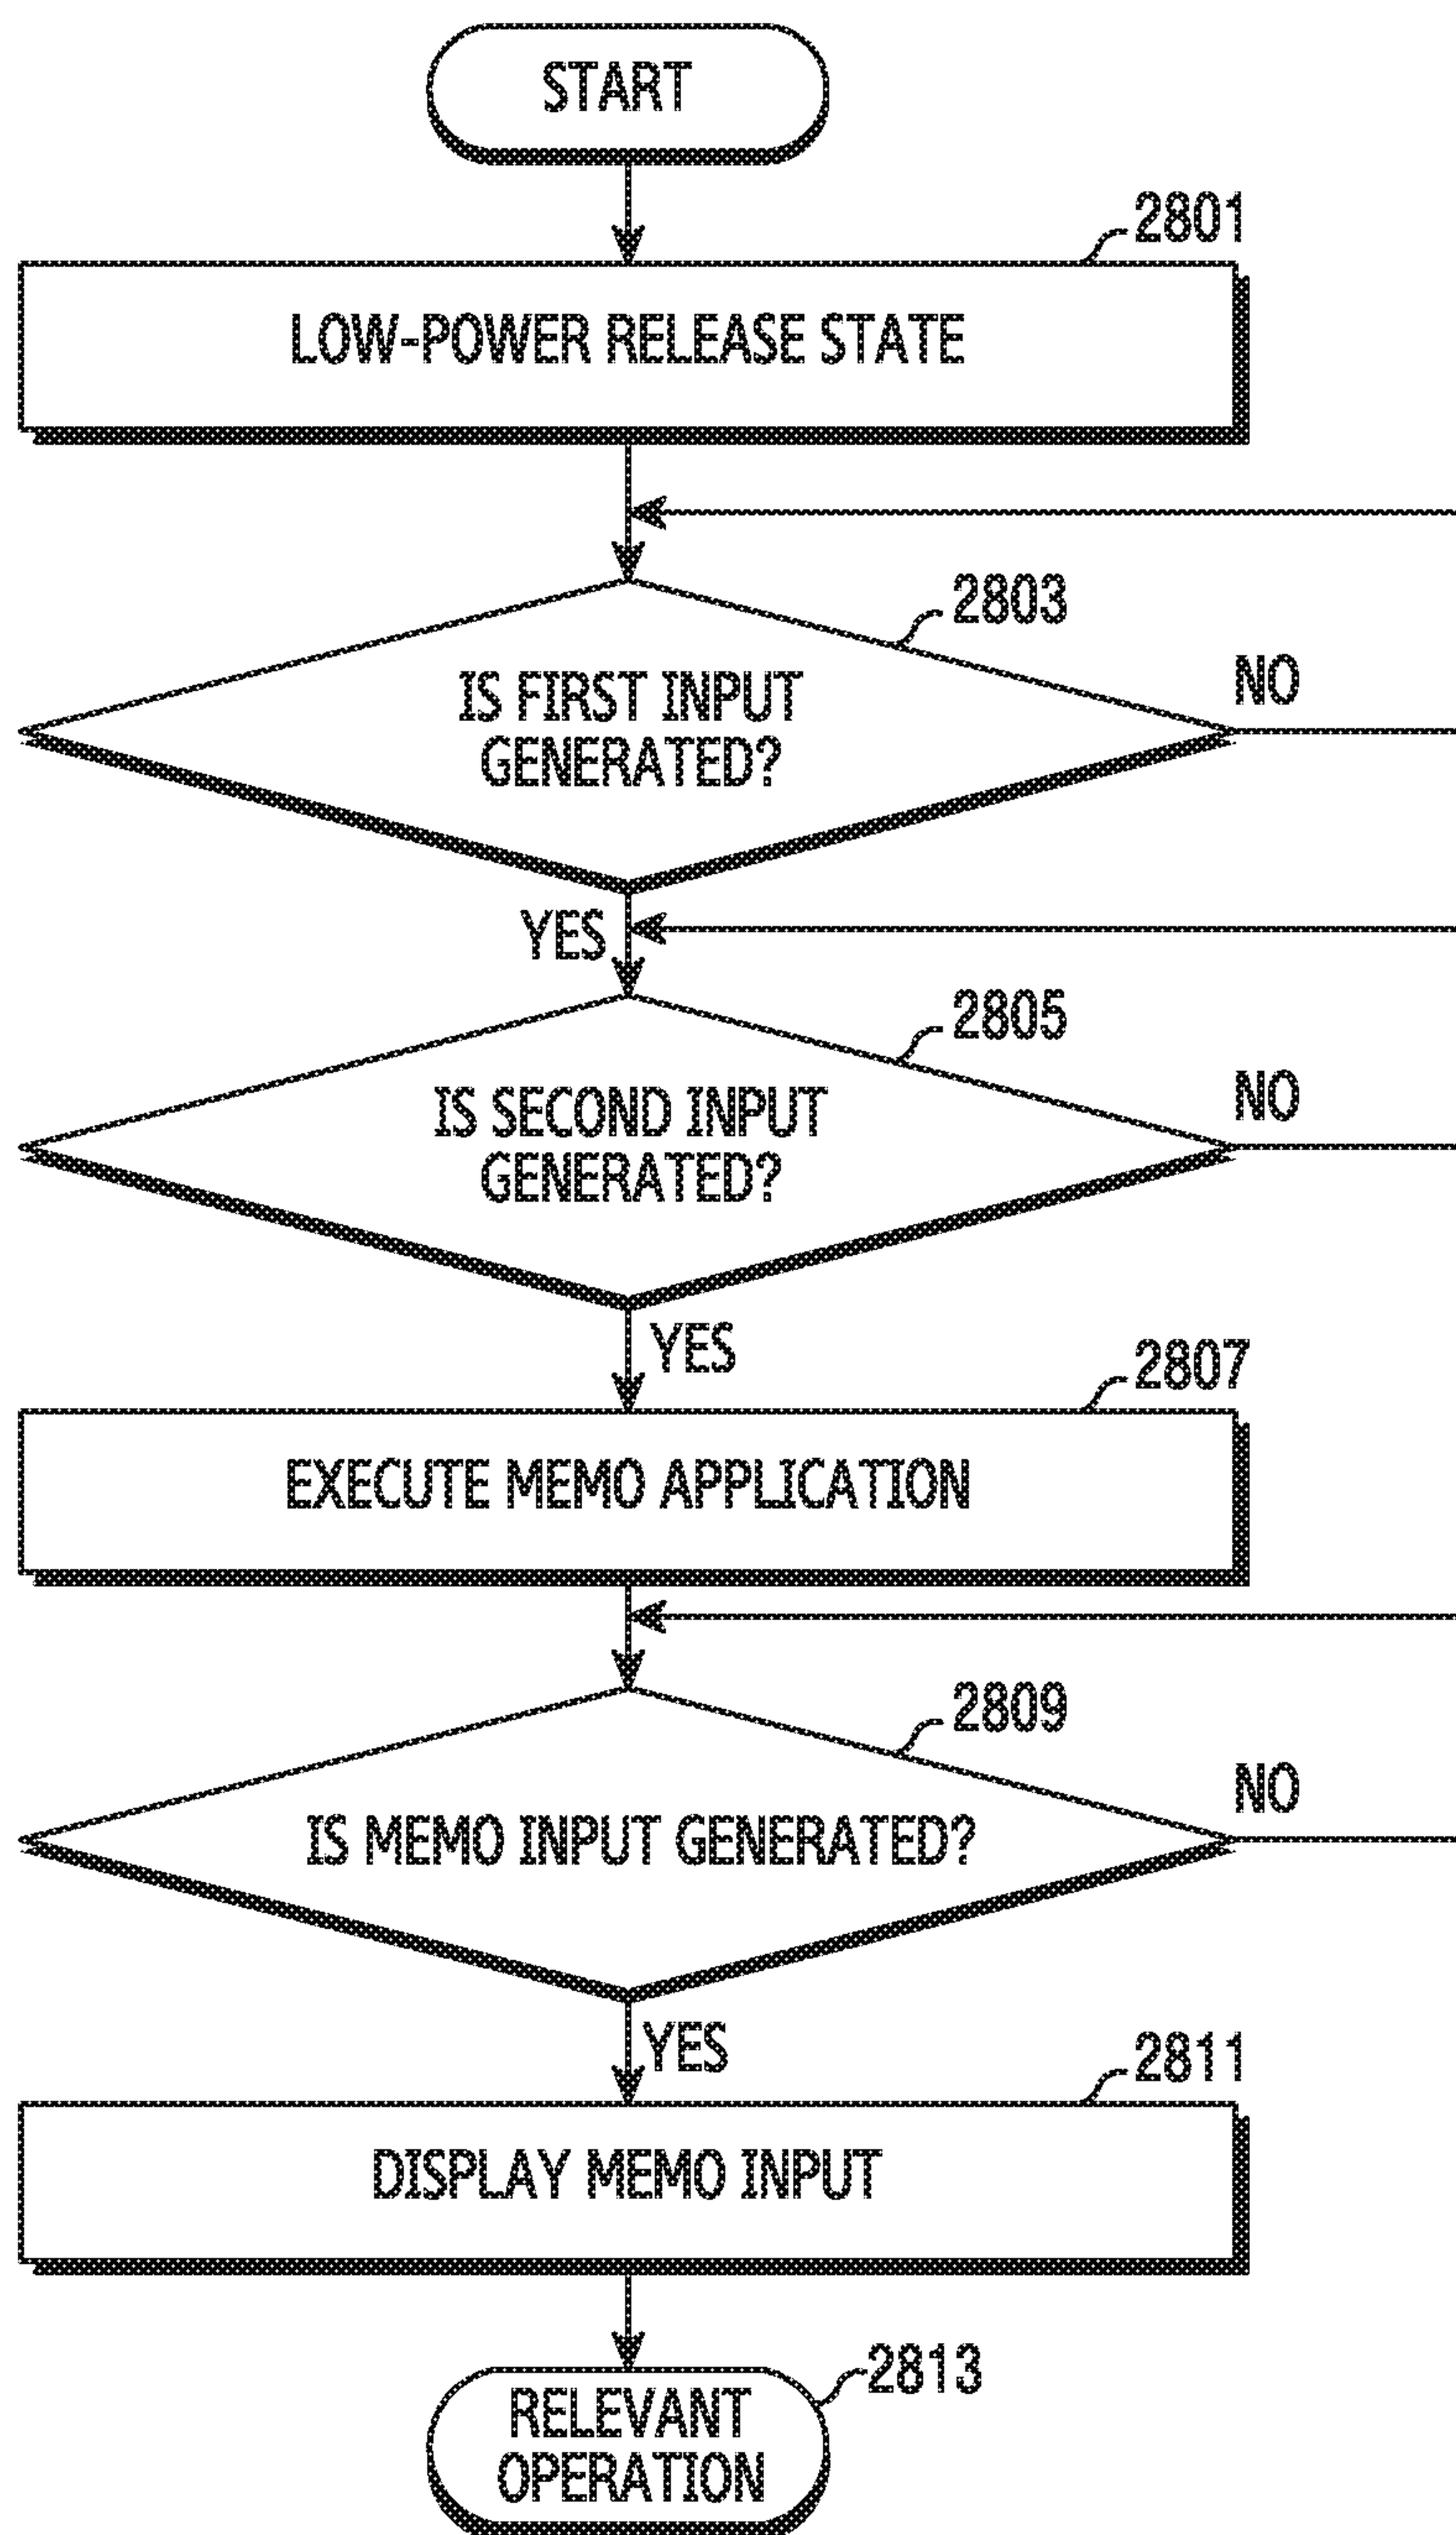 START
2801
LOW-POWER RELEASE STATE
2803
NO
IS FIRST INPUT
GENERATED?
YES
2805
NO
IS SECOND INPUT
GENERATED?
YES
2807
EXECUTE MEMO APPLICATION
2809
NO
IS MEMO INPUT GENERATED?
YES
2811
DISPLAY MEMO INPUT
2813
RELEVANT
OPERATION